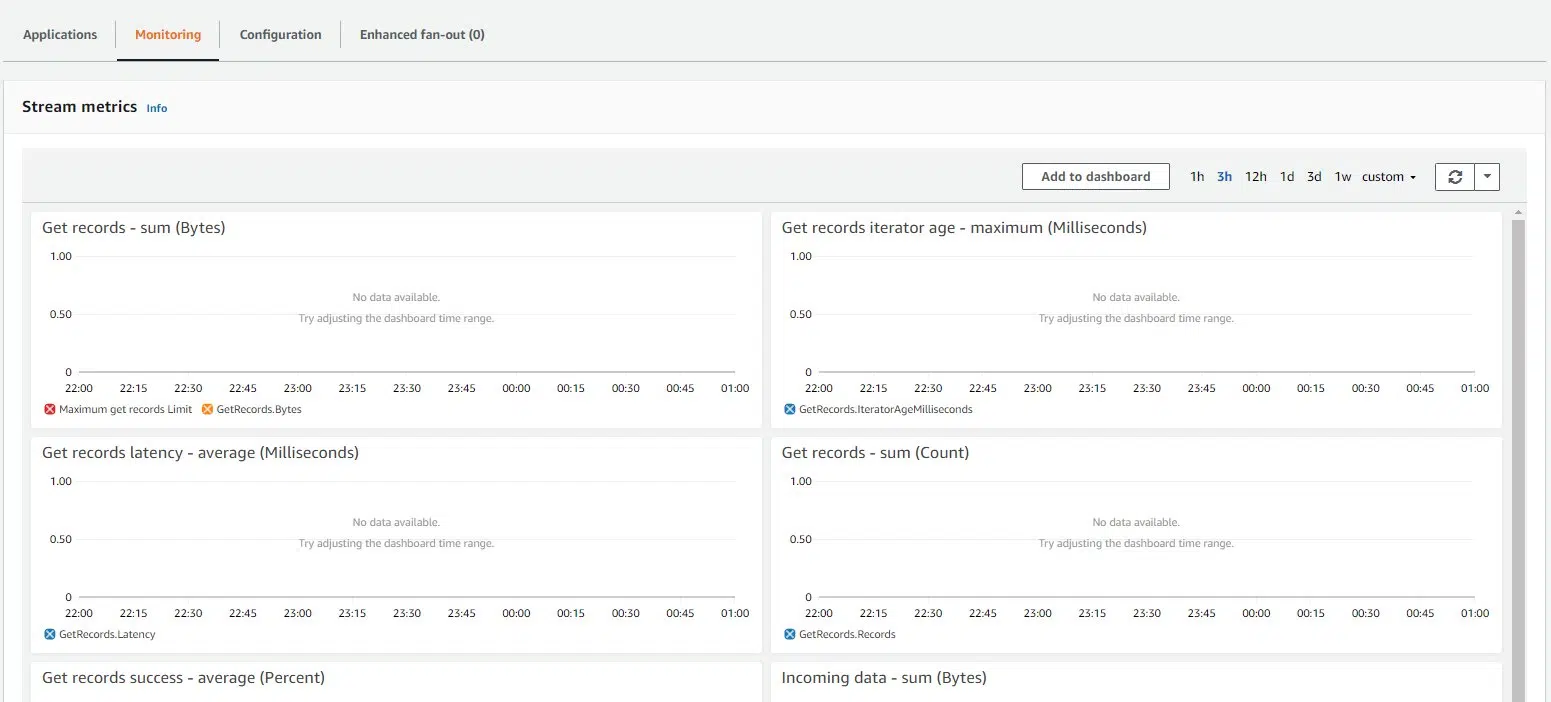 Applications Monitoring Configuration Enhanced fan-out (0)
Stream metrics Info
Add to dashboard 1h 3h 12h 1d 3d 1w custom
Get records - sum (Bytes)
1.00
No data available.
0.50
Try adjusting the dashboard time range.
0
22:00 22:15 22:30 22:45 23:00 23:15 23:30 23:45 00:00 00:15 00:30 00:45 01:00
Maximum get records Limit GetRecords.Bytes
Get records iterator age - maximum (Milliseconds)
1.00
No data available.
0.50
Try adjusting the dashboard time range.
0
22:00 22:15 22:30 22:45 23:00 23:15 23:30 23:45 00:00 00:15 00:30 00:45 01:00
GetRecords.IteratorAgeMilliseconds
Get records latency - average (Milliseconds)
1.00
No data available.
0.50
Try adjusting the dashboard time range.
0
22:00 22:15 22:30 22:45 23:00 23:15 23:30 23:45 00:00 00:15 00:30 00:45 01:00
GetRecords.Latency
Get records - sum (Count)
1.00
No data available.
0.50
Try adjusting the dashboard time range.
0
22:00 22:15 22:30 22:45 23:00 23:15 23:30 23:45 00:00 00:15 00:30 00:45 01:00
GetRecords.Records
Get records success - average (Percent)
Incoming data - sum (Bytes)